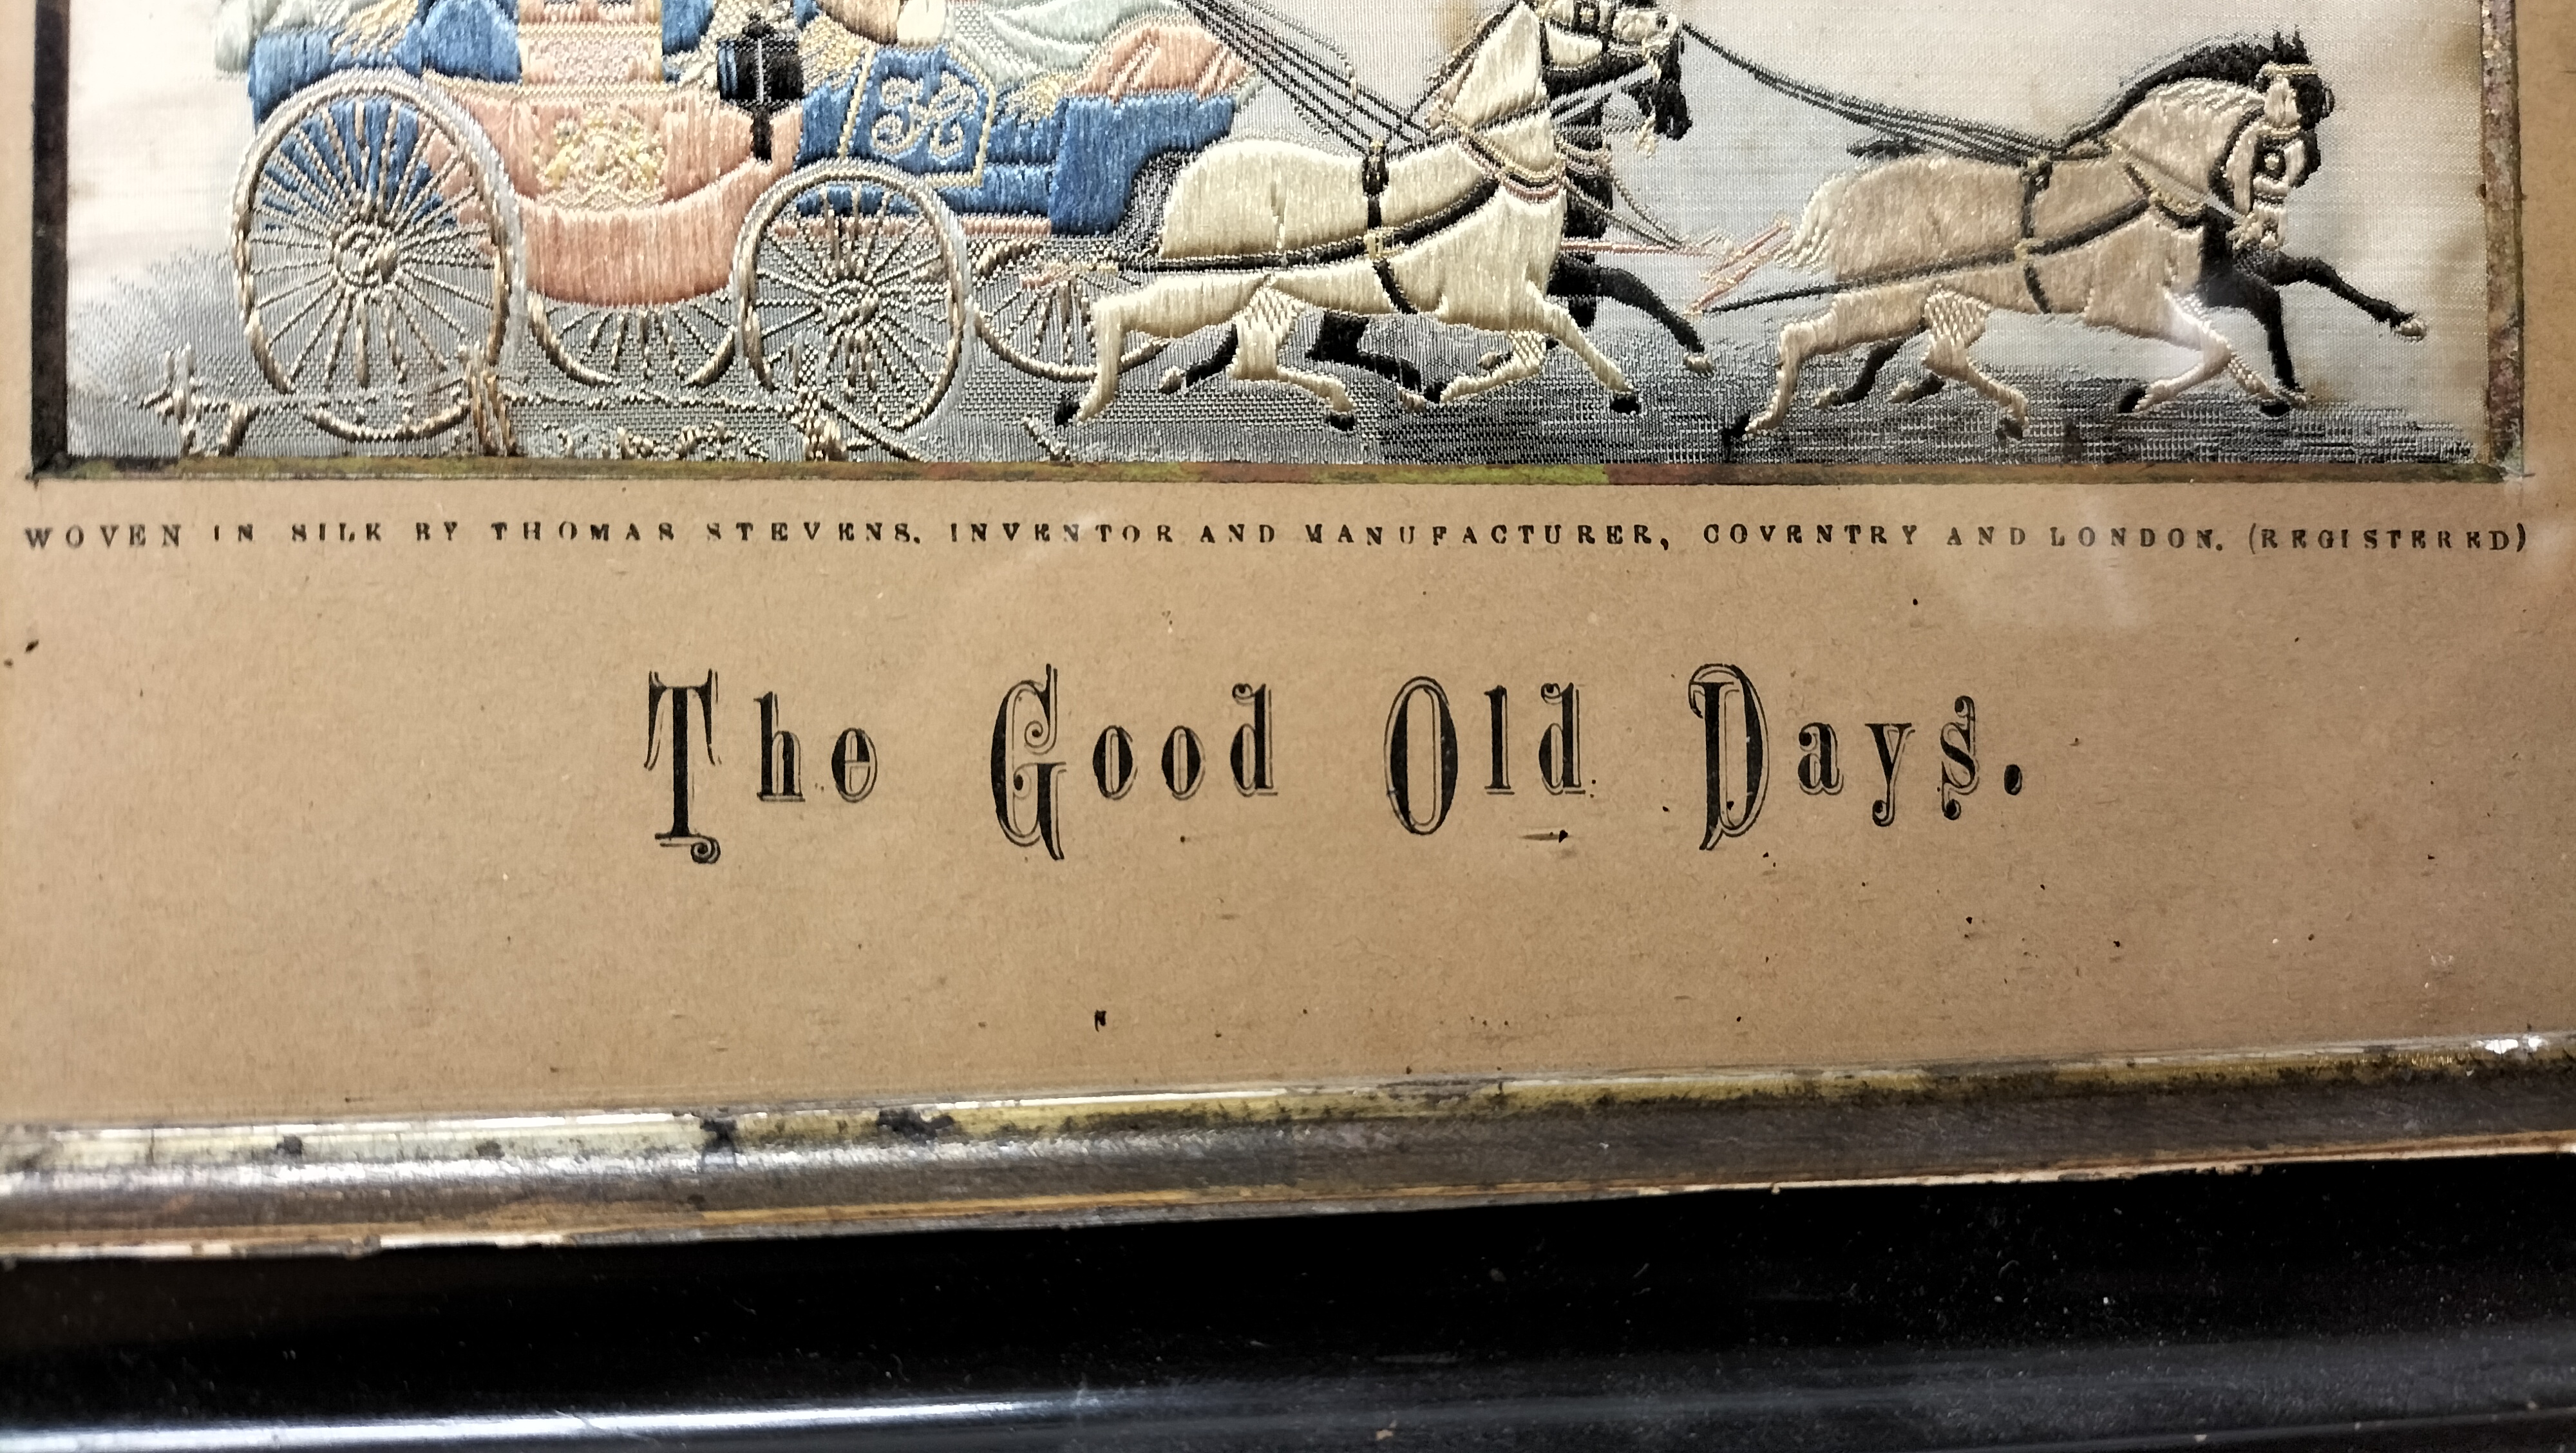 WOVEN IN SILK BY THOMAS STEVENS. INVENTOR AND MANUFACTURER, COVENTRY AND LONDON. (REGISTERED)
The Good Old Days.